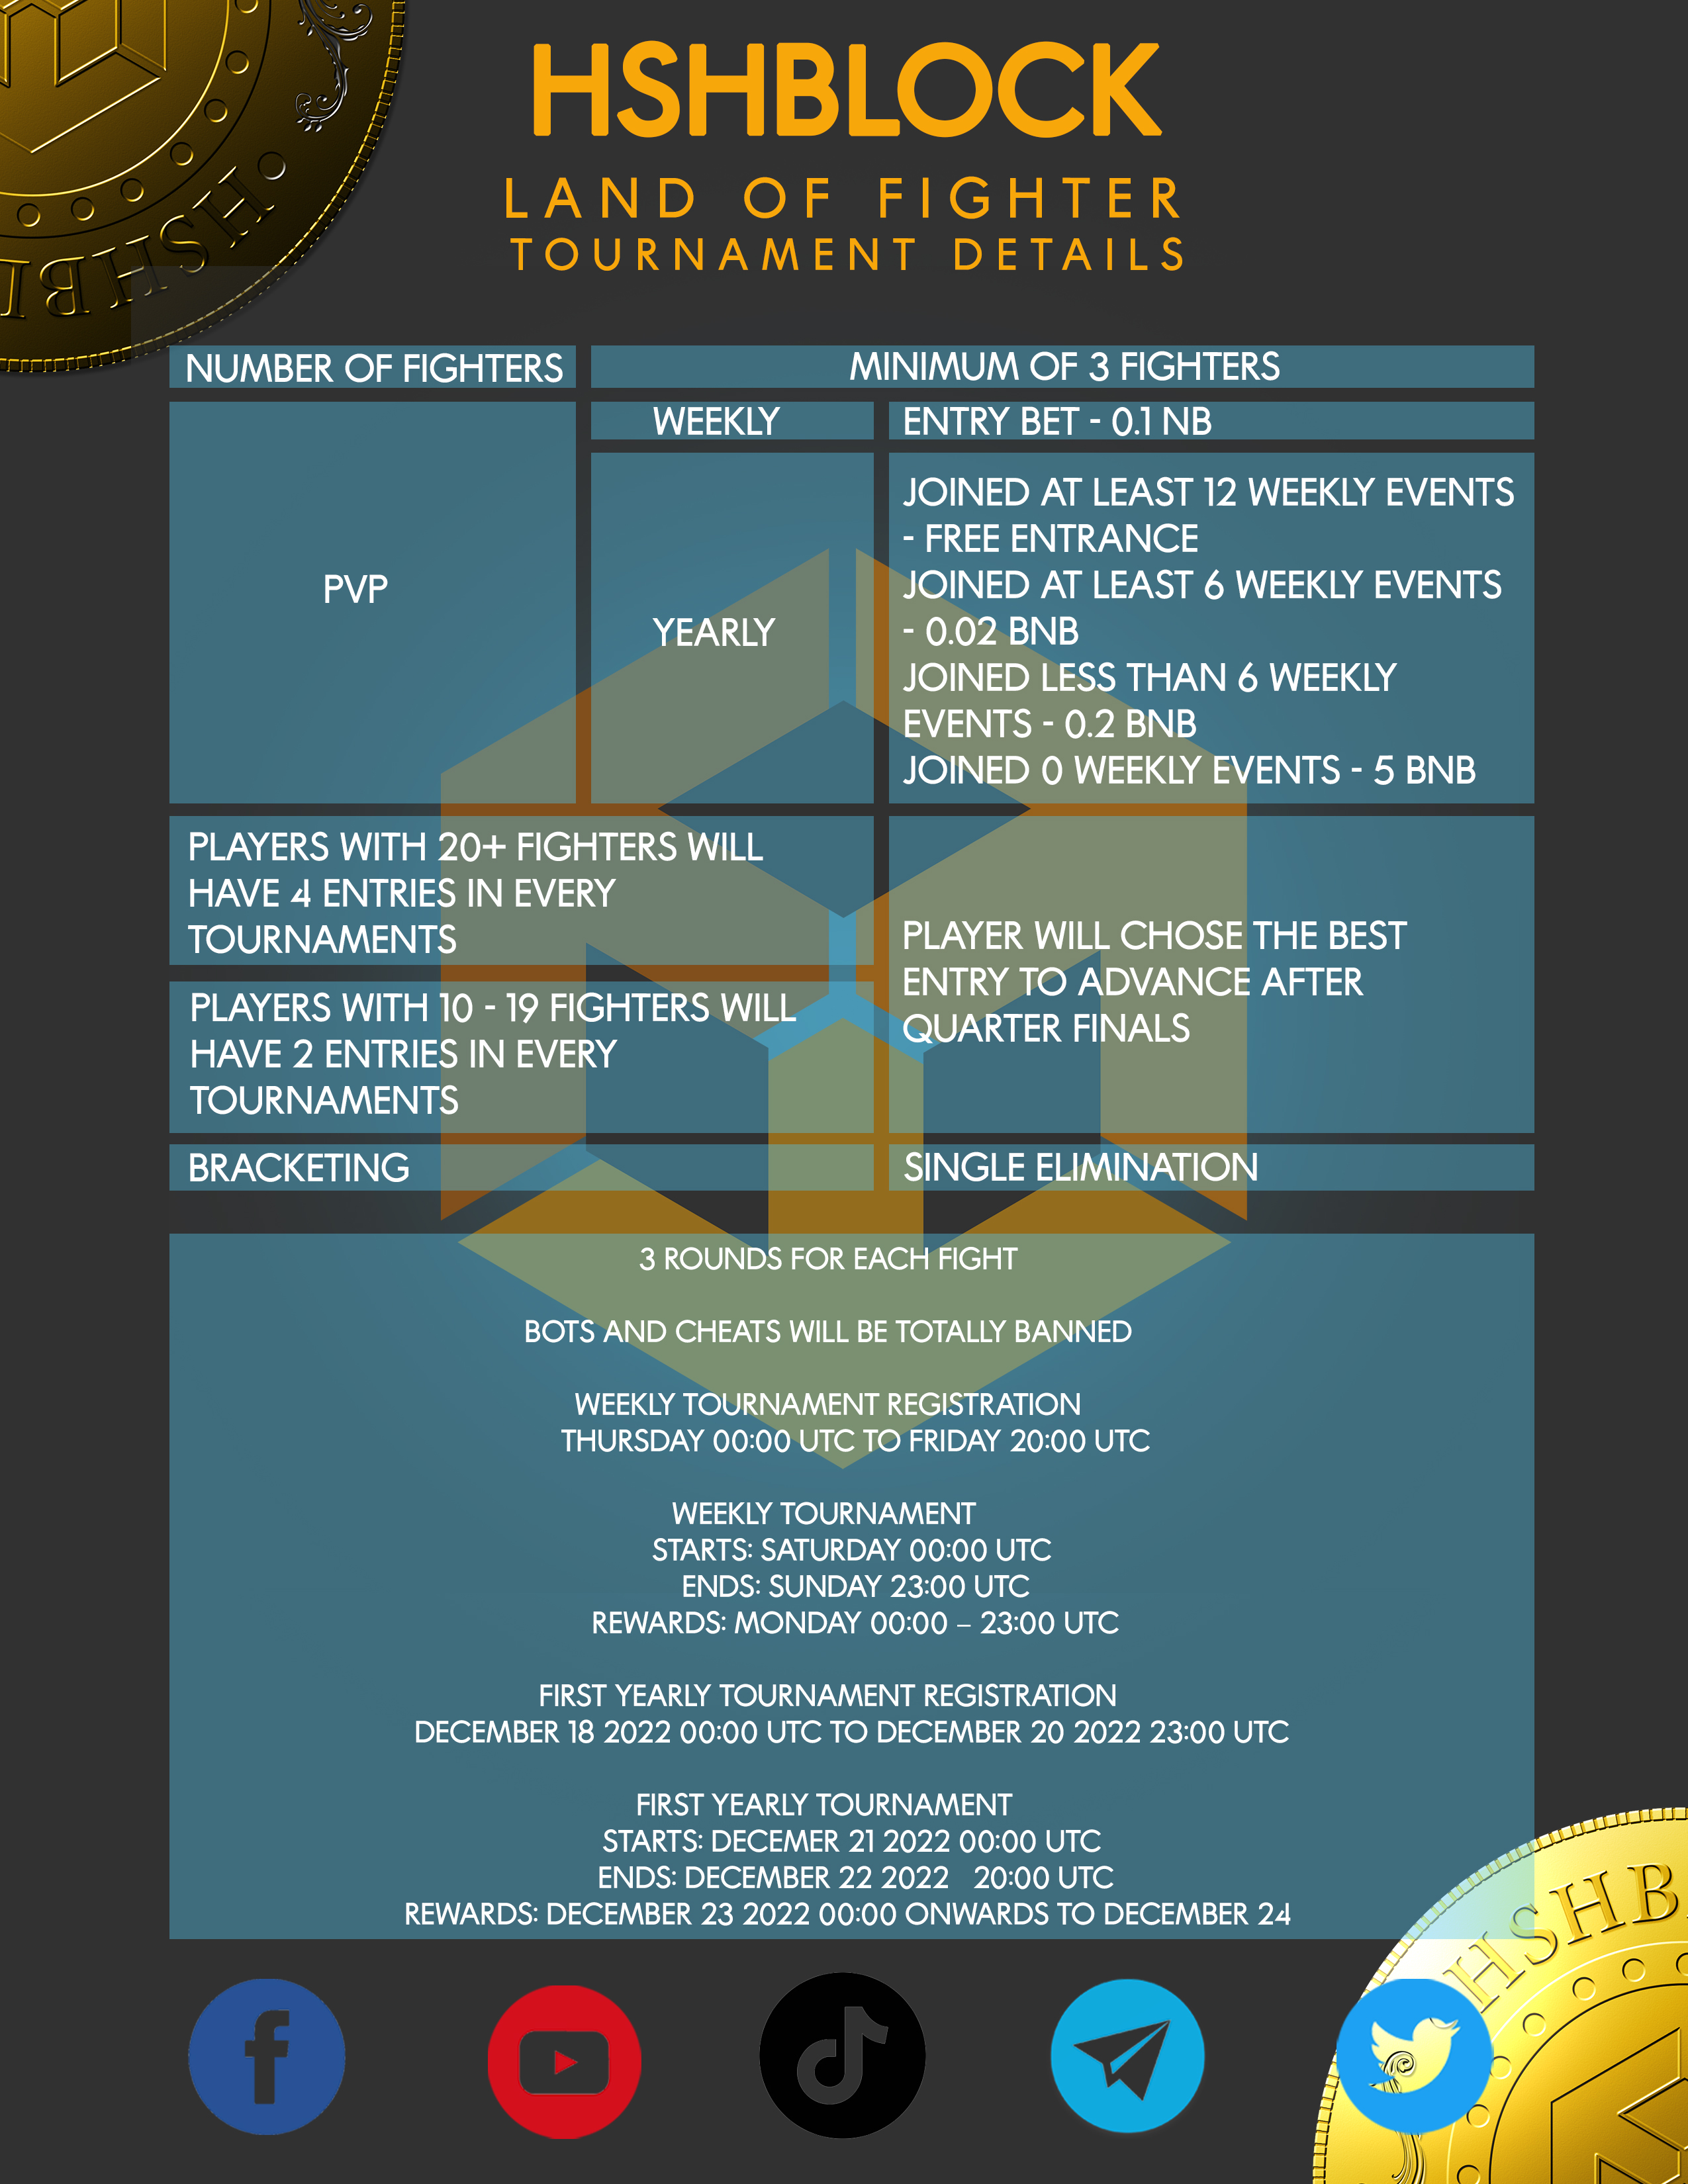 HSHBLOCK
LAND OF FIGHTER
TOURNAMENT DETAILS
HSHBL
NUMBER OF FIGHTERS
MINIMUM OF 3 FIGHTERS
PVP
WEEKLY
ENTRY BET - 0.1 NB
YEARLY
JOINED AT LEAST 12 WEEKLY EVENTS
- FREE ENTRANCE
JOINED AT LEAST 6 WEEKLY EVENTS
- 0.02 BNB
JOINED LESS THAN 6 WEEKLY
EVENTS - 0.2 BNB
JOINED 0 WEEKLY EVENTS - 5 BNB
PLAYERS WITH 20+ FIGHTERS WILL
HAVE 4 ENTRIES IN EVERY
TOURNAMENTS
PLAYERS WITH 10 - 19 FIGHTERS WILL
HAVE 2 ENTRIES IN EVERY
TOURNAMENTS
PLAYER WILL CHOSE THE BEST
ENTRY TO ADVANCE AFTER
QUARTER FINALS
BRACKETING
SINGLE ELIMINATION
3 ROUNDS FOR EACH FIGHT
BOTS AND CHEATS WILL BE TOTALLY BANNED
WEEKLY TOURNAMENT REGISTRATION
THURSDAY 00:00 UTC TO FRIDAY 20:00 UTC
WEEKLY TOURNAMENT
STARTS: SATURDAY 00:00 UTC
ENDS: SUNDAY 23:00 UTC
REWARDS: MONDAY 00:00 – 23:00 UTC
FIRST YEARLY TOURNAMENT REGISTRATION
DECEMBER 18 2022 00:00 UTC TO DECEMBER 20 2022 23:00 UTC
FIRST YEARLY TOURNAMENT
STARTS: DECEMER 21 2022 00:00 UTC
ENDS: DECEMBER 22 2022 20:00 UTC
REWARDS: DECEMBER 23 2022 00:00 ONWARDS TO DECEMBER 24
HSHB